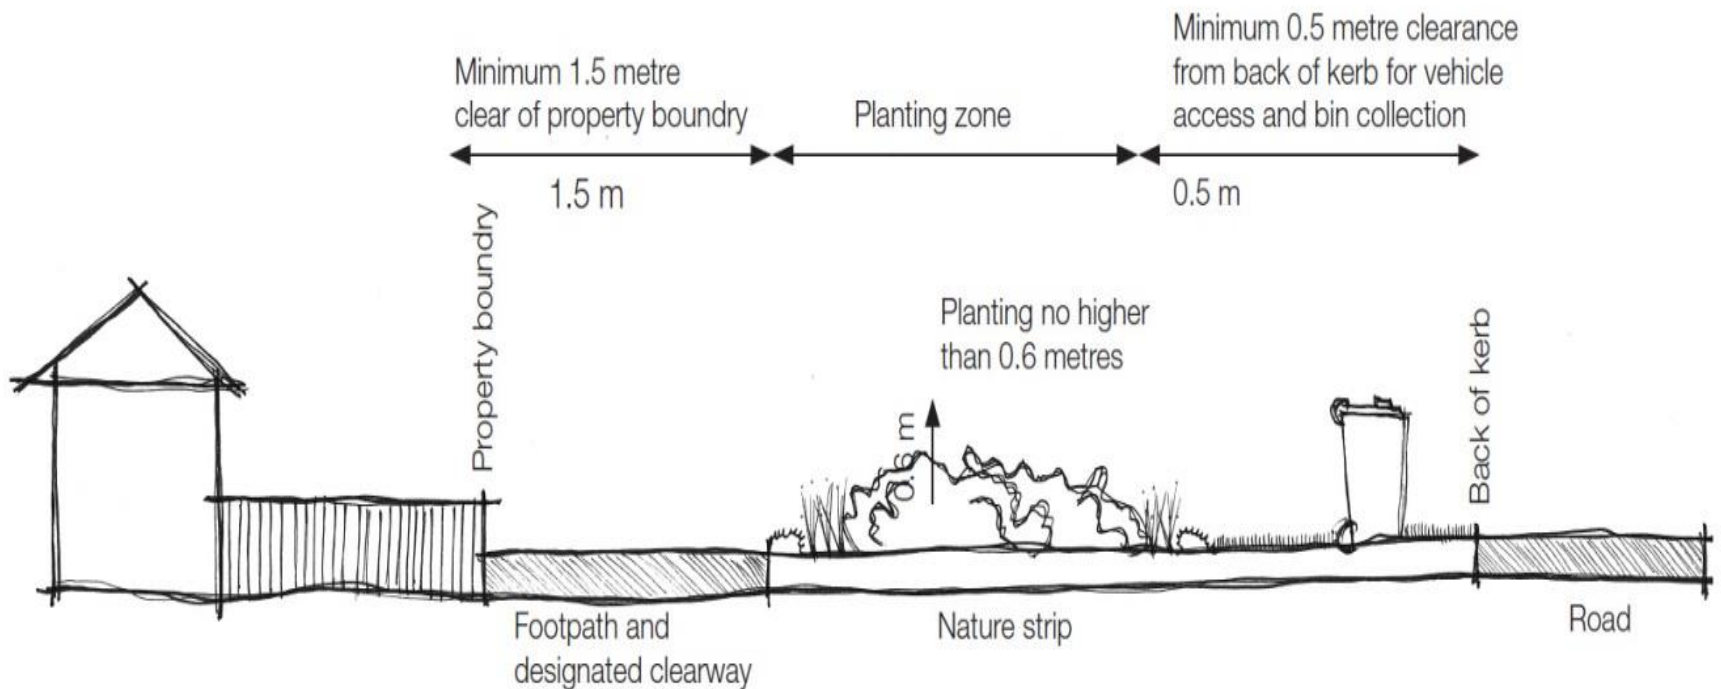 Minimum 1.5 metre
clear of property boundry
Planting zone
Minimum 0.5 metre clearance
from back of kerb for vehicle
access and bin collection
1.5 m
0.5 m
Property boundry
Planting no higher
than 0.6 metres
0.6 m
Back of kerb
Footpath and
designated clearway
Nature strip
Road